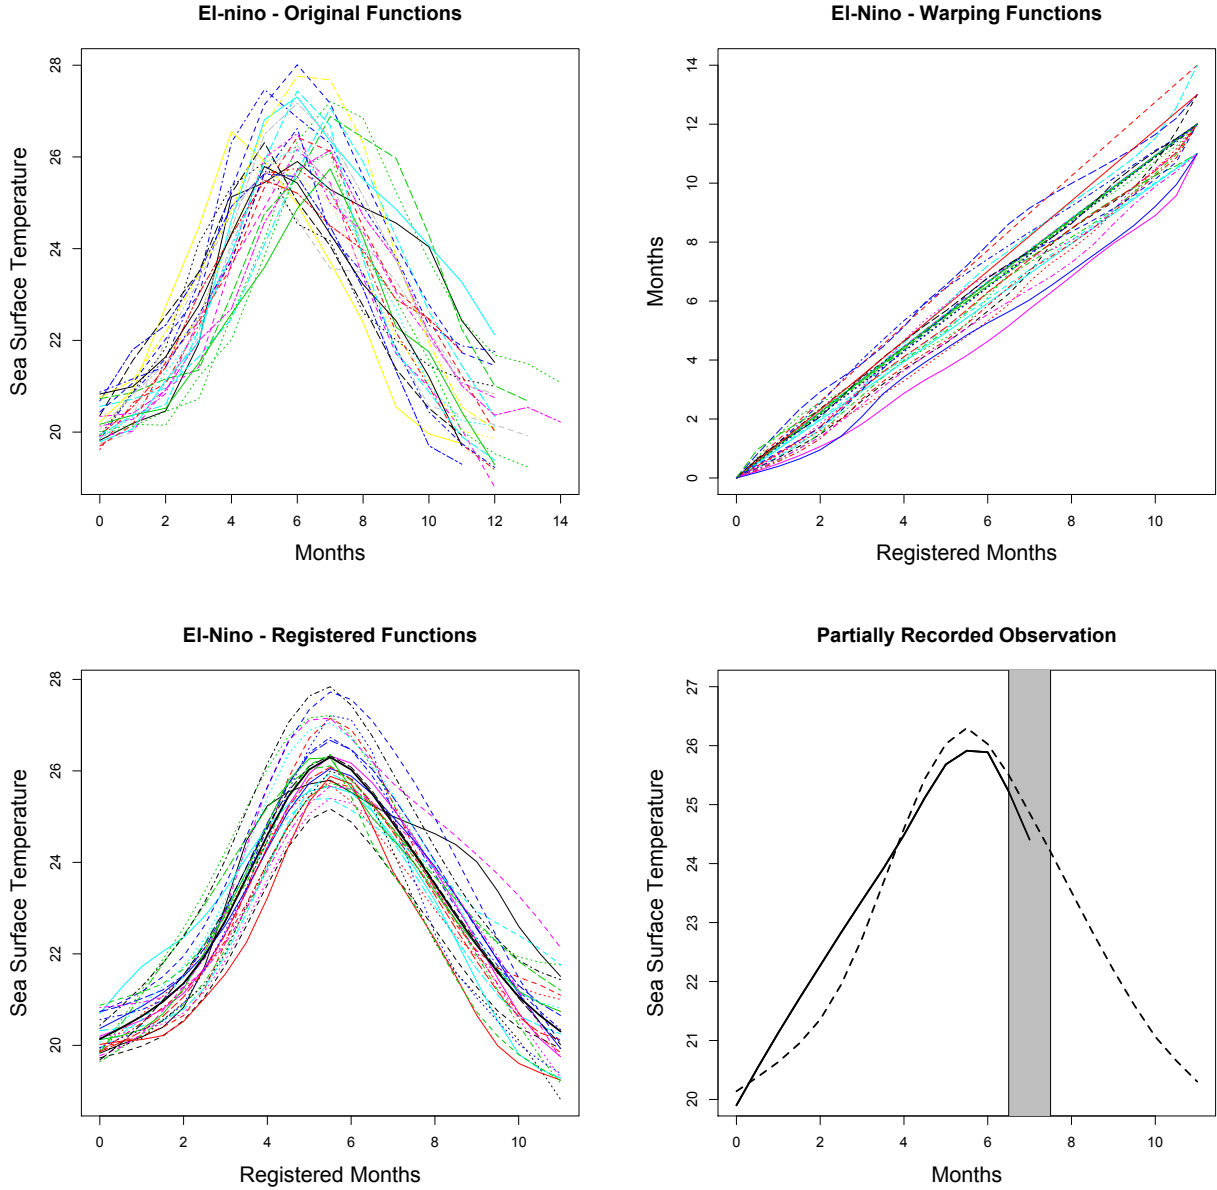 El-nino - Original Functions
Sea Surface Temperature
28
26
24
22
20
0 2 4 6 8 10 12 14
Months
El-Nino - Warping Functions
Months
14
12
10
8
6
4
2
0
0 2 4 6 8 10
Registered Months
El-Nino - Registered Functions
Sea Surface Temperature
28
26
24
22
20
0 2 4 6 8 10
Registered Months
Partially Recorded Observation
Sea Surface Temperature
27
26
25
24
23
22
21
20
0 2 4 6 8 10
Months